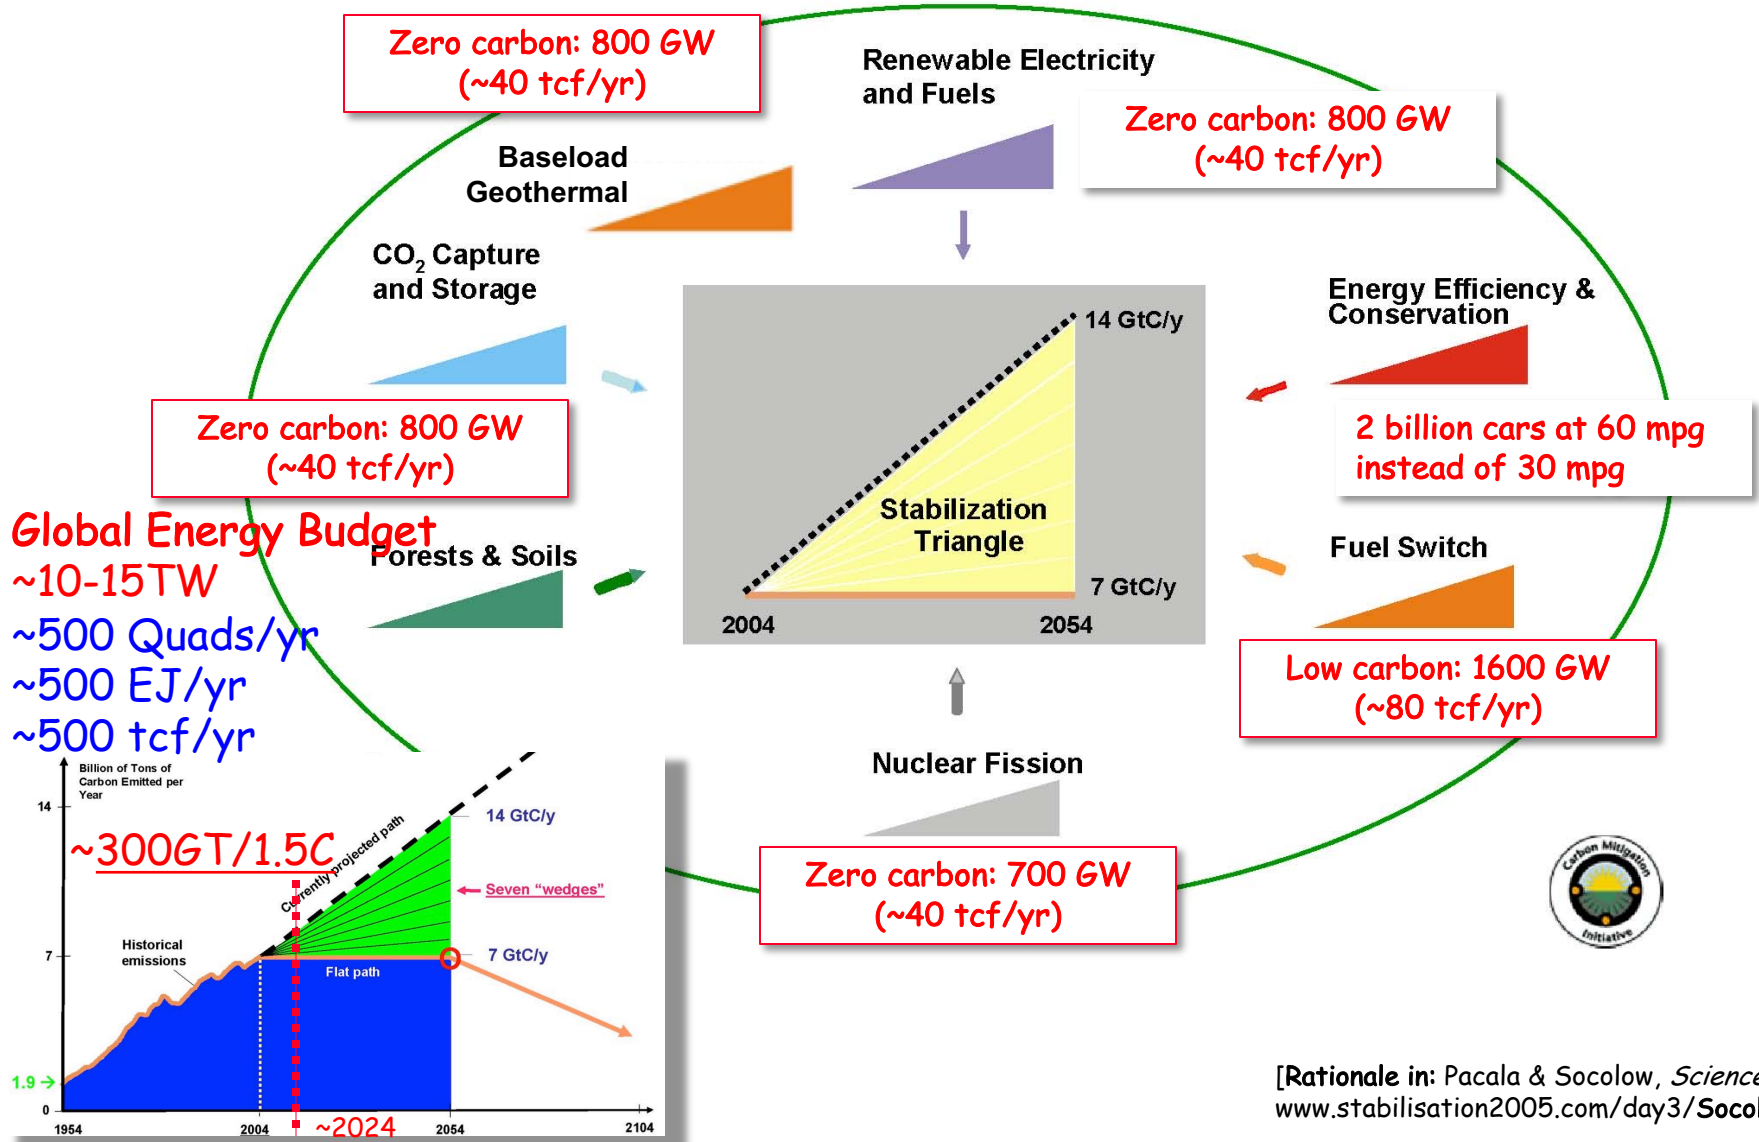 Zero carbon: 800 GW
(~40 tcf/yr)
Renewable Electricity
and Fuels
Zero carbon: 800 GW
(~40 tcf/yr)
Baseload
Geothermal
CO₂ Capture
and Storage
Energy Efficiency &
Conservation
14 GtC/y
Stabilization
Triangle
7 GtC/y
2004
2054
Zero carbon: 800 GW
(~40 tcf/yr)
2 billion cars at 60 mpg
instead of 30 mpg
Global Energy Budget
~10-15TW
~500 Quads/yr
~500 EJ/yr
~500 tcf/yr
Forests & Soils
Fuel Switch
Low carbon: 1600 GW
(~80 tcf/yr)
Nuclear Fission
Zero carbon: 700 GW
(~40 tcf/yr)
Billion of Tons of
Carbon Emitted per
Year
14
~300GT/1.5C
Currently projected path
14 GtC/y
Seven "wedges"
Historical
emissions
7
7 GtC/y
Flat path
1.9 →
0
1954
2004
~2024
2054
2104
Carbon Mitigation
Initiative
[Rationale in: Pacala & Socolow, Science
www.stabilisation2005.com/day3/Socol